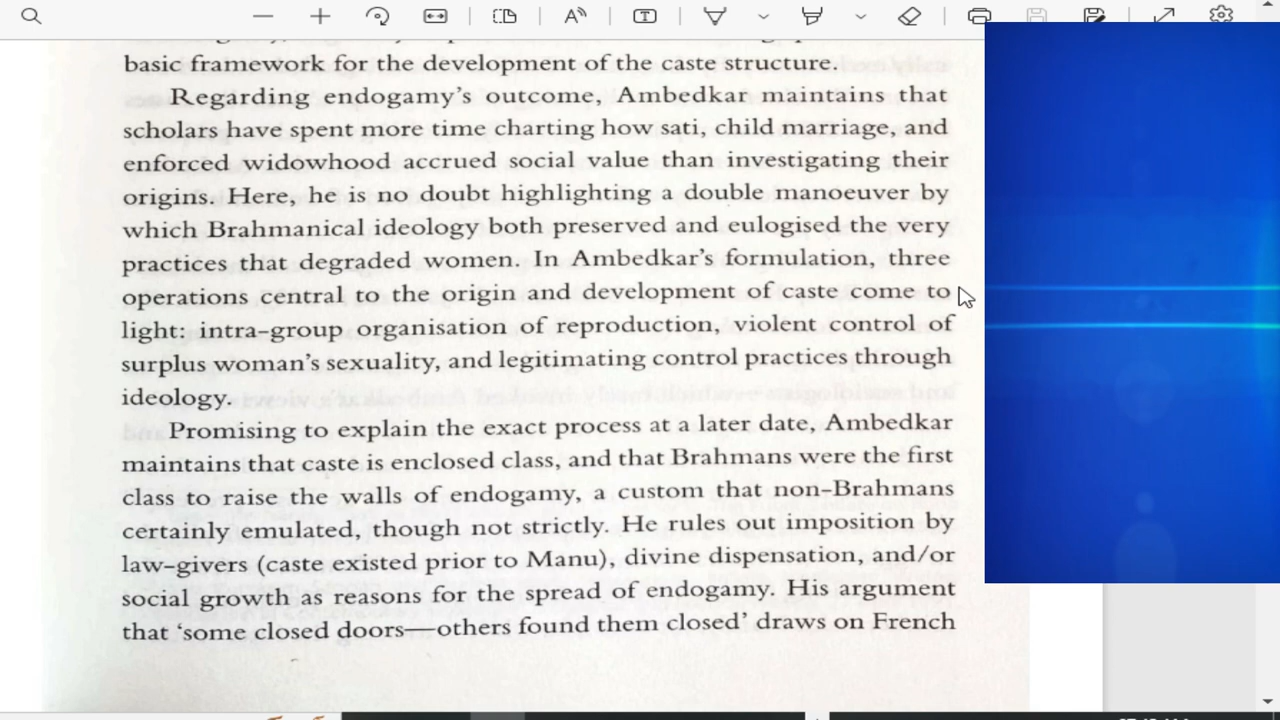 basic framework for the development of the caste structure.
Regarding endogamy's outcome, Ambedkar maintains that
scholars have spent more time charting how sati, child marriage, and
enforced widowhood accrued social value than investigating their
origins. Here, he is no doubt highlighting a double manoeuver by
which Brahmanical ideology both preserved and eulogised the very
practices that degraded women. In Ambedkar's formulation, three
operations central to the origin and development of caste come to
light: intra-group organisation of reproduction, violent control of
surplus woman's sexuality, and legitimating control practices through
ideology.
Promising to explain the exact process at a later date, Ambedkar
maintains that caste is enclosed class, and that Brahmans were the first
class to raise the walls of endogamy, a custom that non-Brahmans
certainly emulated, though not strictly. He rules out imposition by
law-givers (caste existed prior to Manu), divine dispensation, and/or
social growth as reasons for the spread of endogamy. His argument
that 'some closed doors—others found them closed' draws on French